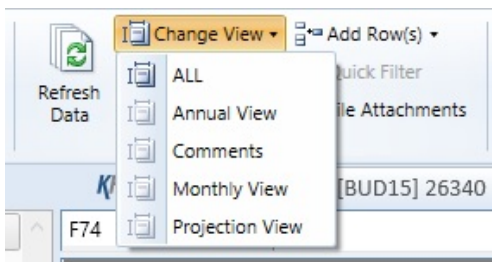 Change View
Add Row(s)
Refresh
Data
ALL
Quick Filter
Annual View
ile Attachments
Comments
Monthly View
[BUD15] 26340
F74
Projection View